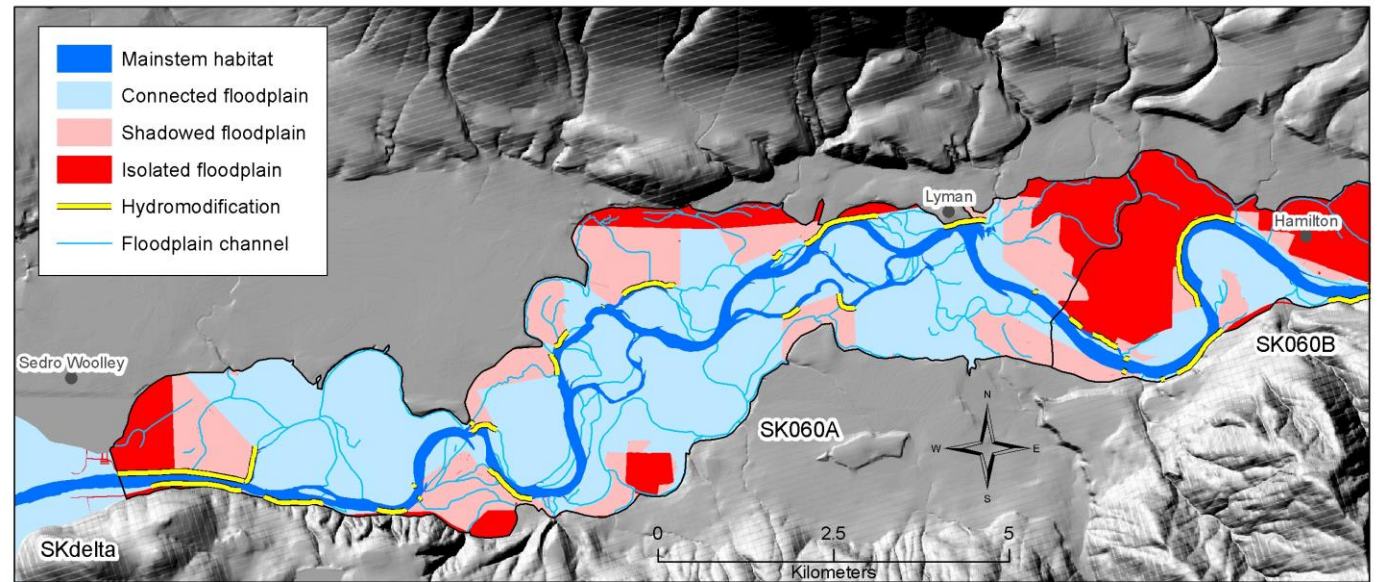 Mainstem habitat
Connected floodplain
Shadowed floodplain
Isolated floodplain
Hydromodification
Floodplain channel
Lyman
Hamilton
Sedro Woolley
SK060B
SK060A
N
W E
S
SKdelta
0 2.5 5
Kilometers